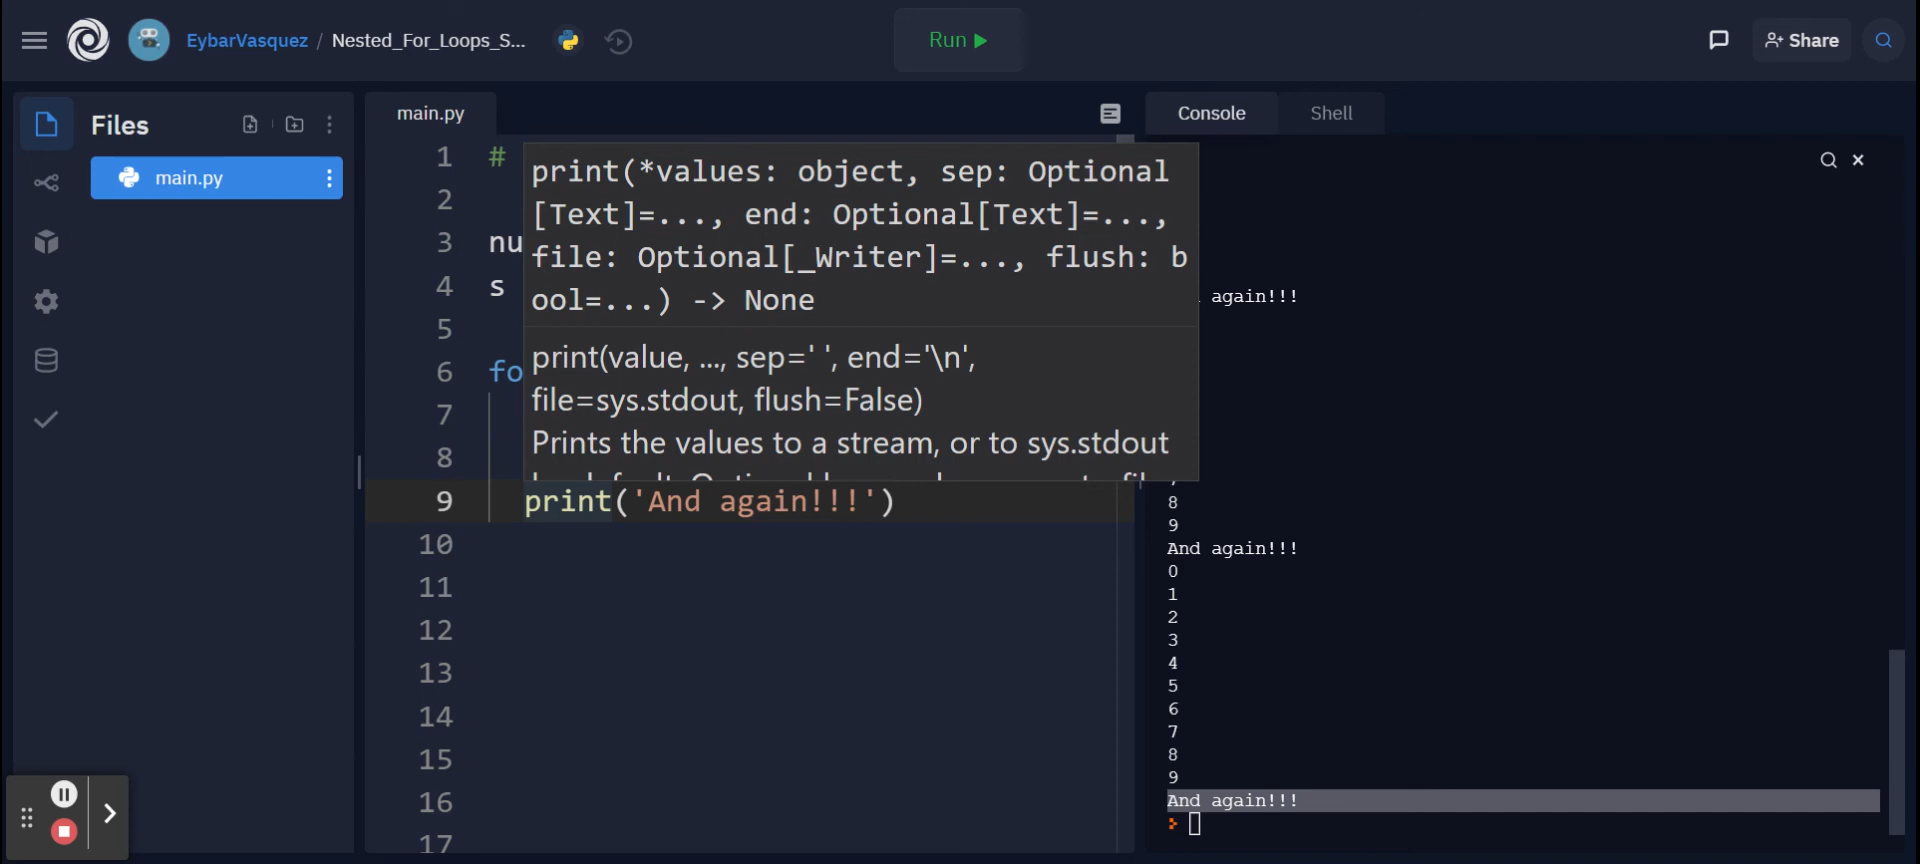 EybarVasquez / Nested_For_Loops_S...
Run
Share
Files
main.py
main.py
Console
Shell
1 #
2
3 nu
4 s
5
6 fo
7
8
9 print('And again!!!')
10
11
12
13
14
15
16
17
print(*values: object, sep: Optional
[Text]=..., end: Optional[Text]=...,
file: Optional[_Writer]=..., flush: b
ool=...) -> None
print(value, ..., sep=' ', end='\n',
file=sys.stdout, flush=False)
Prints the values to a stream, or to sys.stdout
again!!!
8
9
And again!!!
0
1
2
3
4
5
6
7
8
9
And again!!!